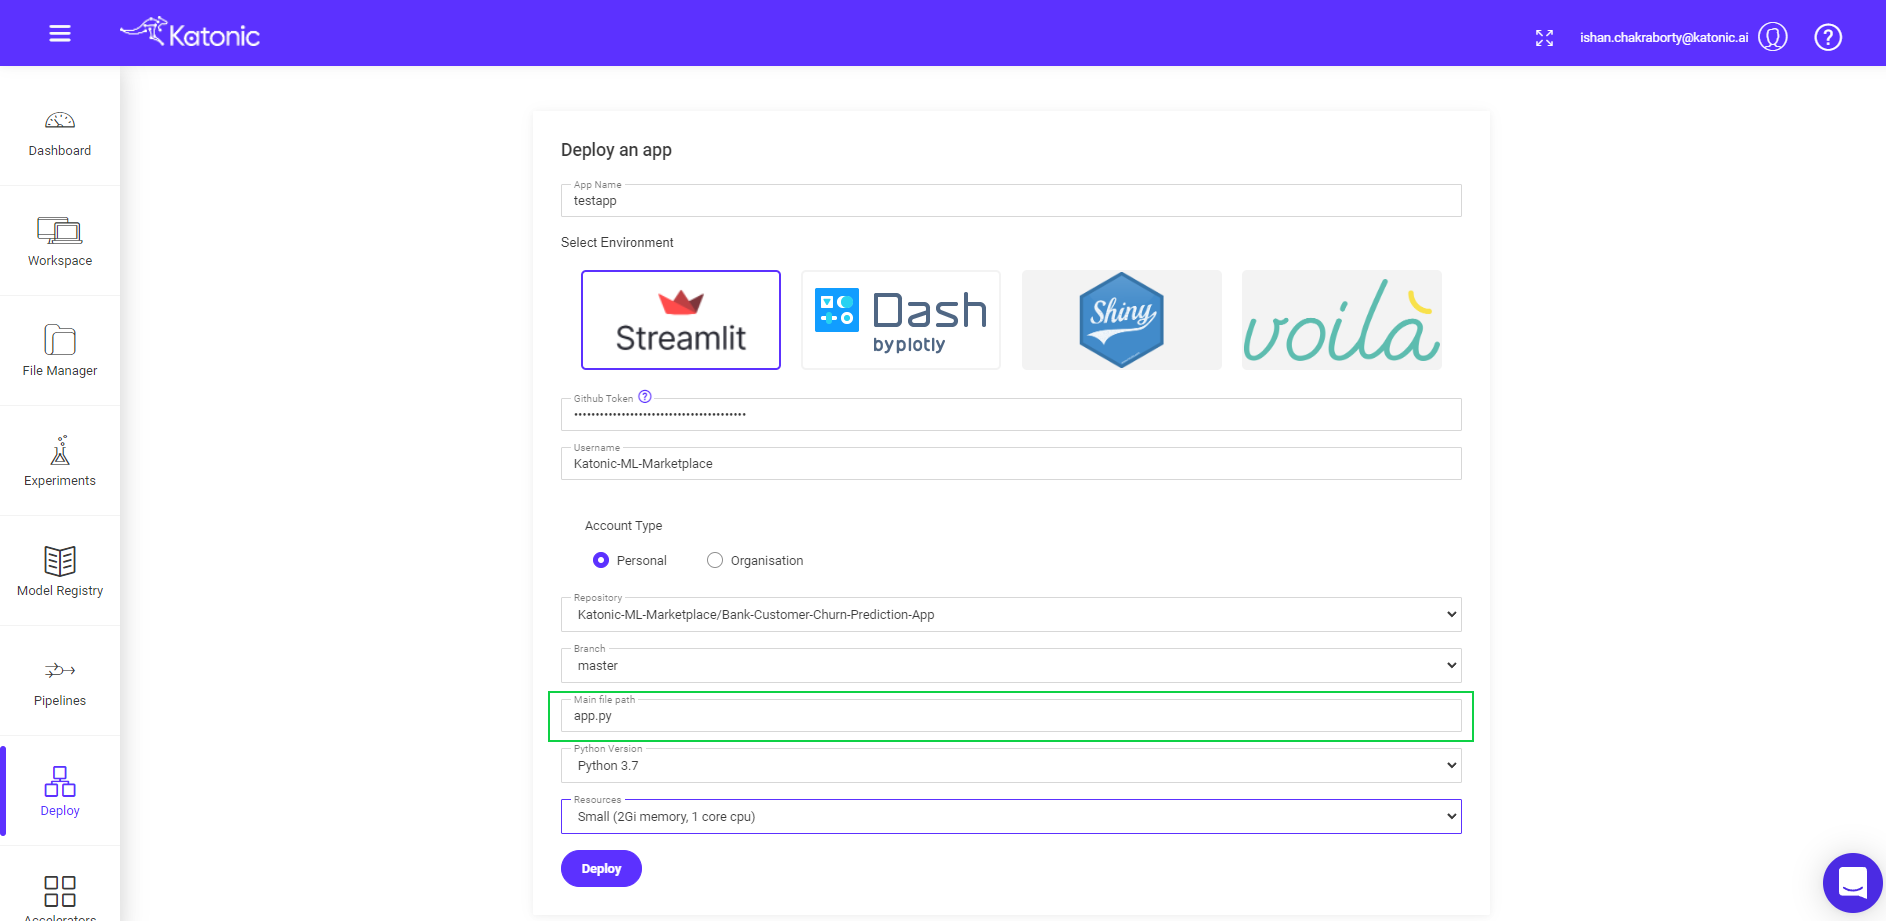 Katonic
ishan.chakraborty@katonic.ai
?
Dashboard
Workspace
File Manager
Experiments
Model Registry
Pipelines
Deploy
Accelerators
Deploy an app
App Name
testapp
Select Environment
Streamlit
Dash
by plotly
Shiny
voilà
Github Token ?
••••••••••••••••••••••••••••••••••••••••
Username
Katonic-ML-Marketplace
Account Type
Personal Organisation
Repository
Katonic-ML-Marketplace/Bank-Customer-Churn-Prediction-App
Branch
master
Main file path
app.py
Python Version
Python 3.7
Resources
Small (2Gi memory, 1 core cpu)
Deploy